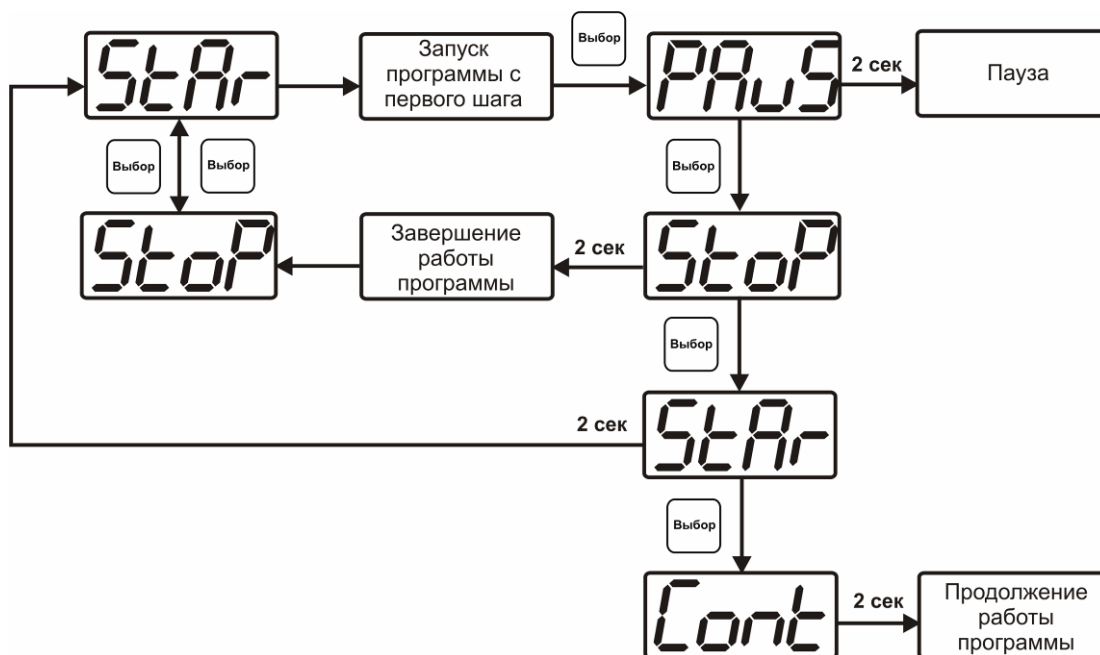 StAr
Запуск
программы с
первого шага
Выбор
PAuS
2 сек
Пауза
Выбор
Выбор
Выбор
StoP
Завершение
работы
программы
2 сек
StoP
Выбор
2 сек
StAr
Выбор
Cont
2 сек
Продолжение
работы
программы